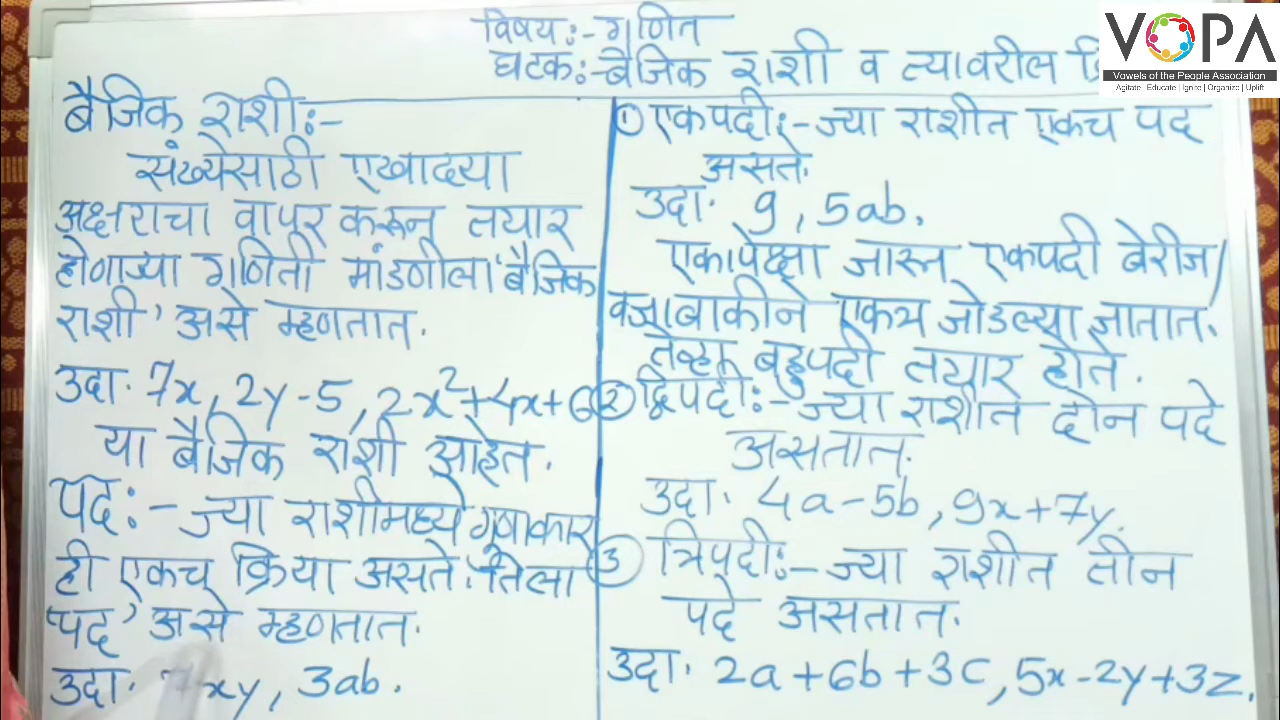 विषय:- गणित
घटक:- बैजिक राशी व त्यावरील
VOPA
Vowels of the People Association
Agitate | Educate | Ignite | Organize | Uplift
बैजिक राशी:-
संख्येसाठी एखादया
अक्षराचा वापर करून तयार
होणाऱ्या गणिती मांडणीला 'बैजिक
राशी' असे म्हणतात.
उदा. 7x, 2y-5, 2x²+4x+6
या बैजिक राशी आहेत.
पद:- ज्या राशीमध्ये गुणाकार
ही एकच क्रिया असते. तिला
'पद' असे म्हणतात.
उदा. xy, 3ab.
① एकपदी:- ज्या राशीत एकच पद
असते.
उदा. 9, 5ab.
एकापेक्षा जास्त एकपदी बेरीज/
वजाबाकीने एकत्र जोडल्या जातात.
तेव्हा बहुपदी तयार होते.
② द्विपदी:- ज्या राशीत दोन पदे
असतात.
उदा. 4a-5b, 9x+7y.
③ त्रिपदी:- ज्या राशीत तीन
पदे असतात.
उदा. 2a+6b+3c, 5x-2y+3z.